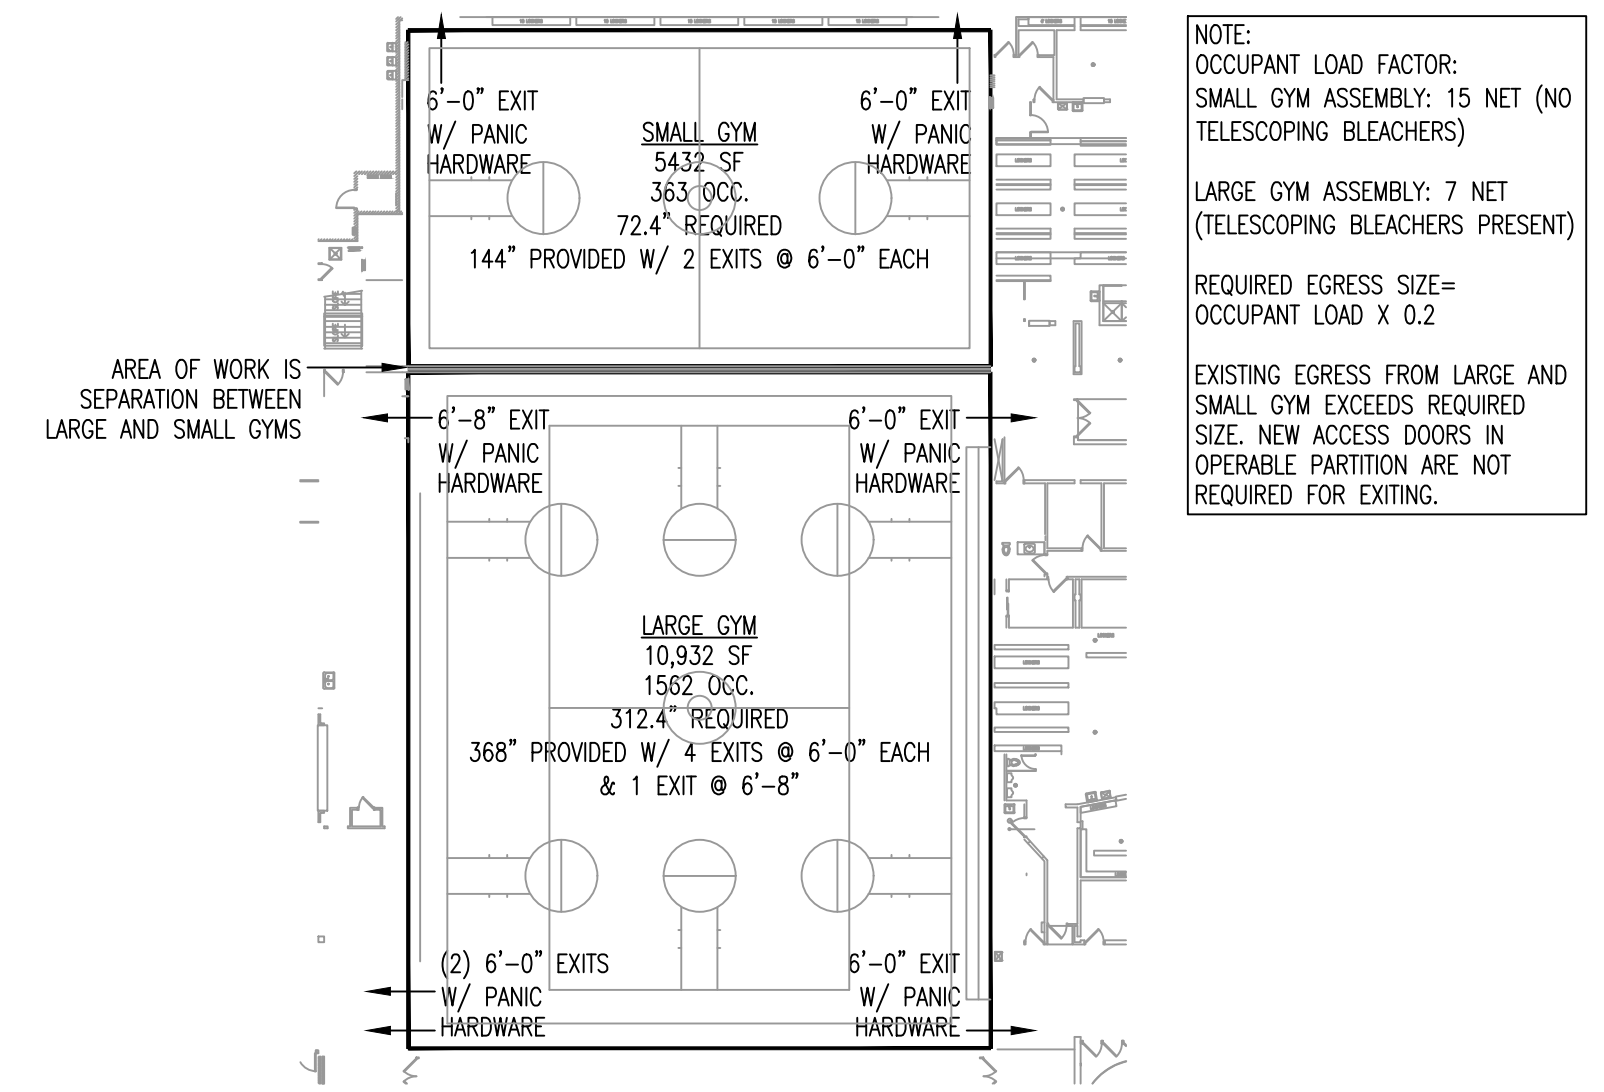 6'-0" EXIT
W/ PANIC
HARDWARE
6'-0" EXIT
W/ PANIC
HARDWARE
SMALL GYM
5432 SF
363 OCC.
72.4" REQUIRED
144" PROVIDED W/ 2 EXITS @ 6'-0" EACH
AREA OF WORK IS
SEPARATION BETWEEN
LARGE AND SMALL GYMS
6'-8" EXIT
W/ PANIC
HARDWARE
6'-0" EXIT
W/ PANIC
HARDWARE
LARGE GYM
10,932 SF
1562 OCC.
312.4" REQUIRED
368" PROVIDED W/ 4 EXITS @ 6'-0" EACH
& 1 EXIT @ 6'-8"
(2) 6'-0" EXITS
W/ PANIC
HARDWARE
6'-0" EXIT
W/ PANIC
HARDWARE
NOTE:
OCCUPANT LOAD FACTOR:
SMALL GYM ASSEMBLY: 15 NET (NO
TELESCOPING BLEACHERS)
LARGE GYM ASSEMBLY: 7 NET
(TELESCOPING BLEACHERS PRESENT)
REQUIRED EGRESS SIZE=
OCCUPANT LOAD X 0.2
EXISTING EGRESS FROM LARGE AND
SMALL GYM EXCEEDS REQUIRED
SIZE. NEW ACCESS DOORS IN
OPERABLE PARTITION ARE NOT
REQUIRED FOR EXITING.